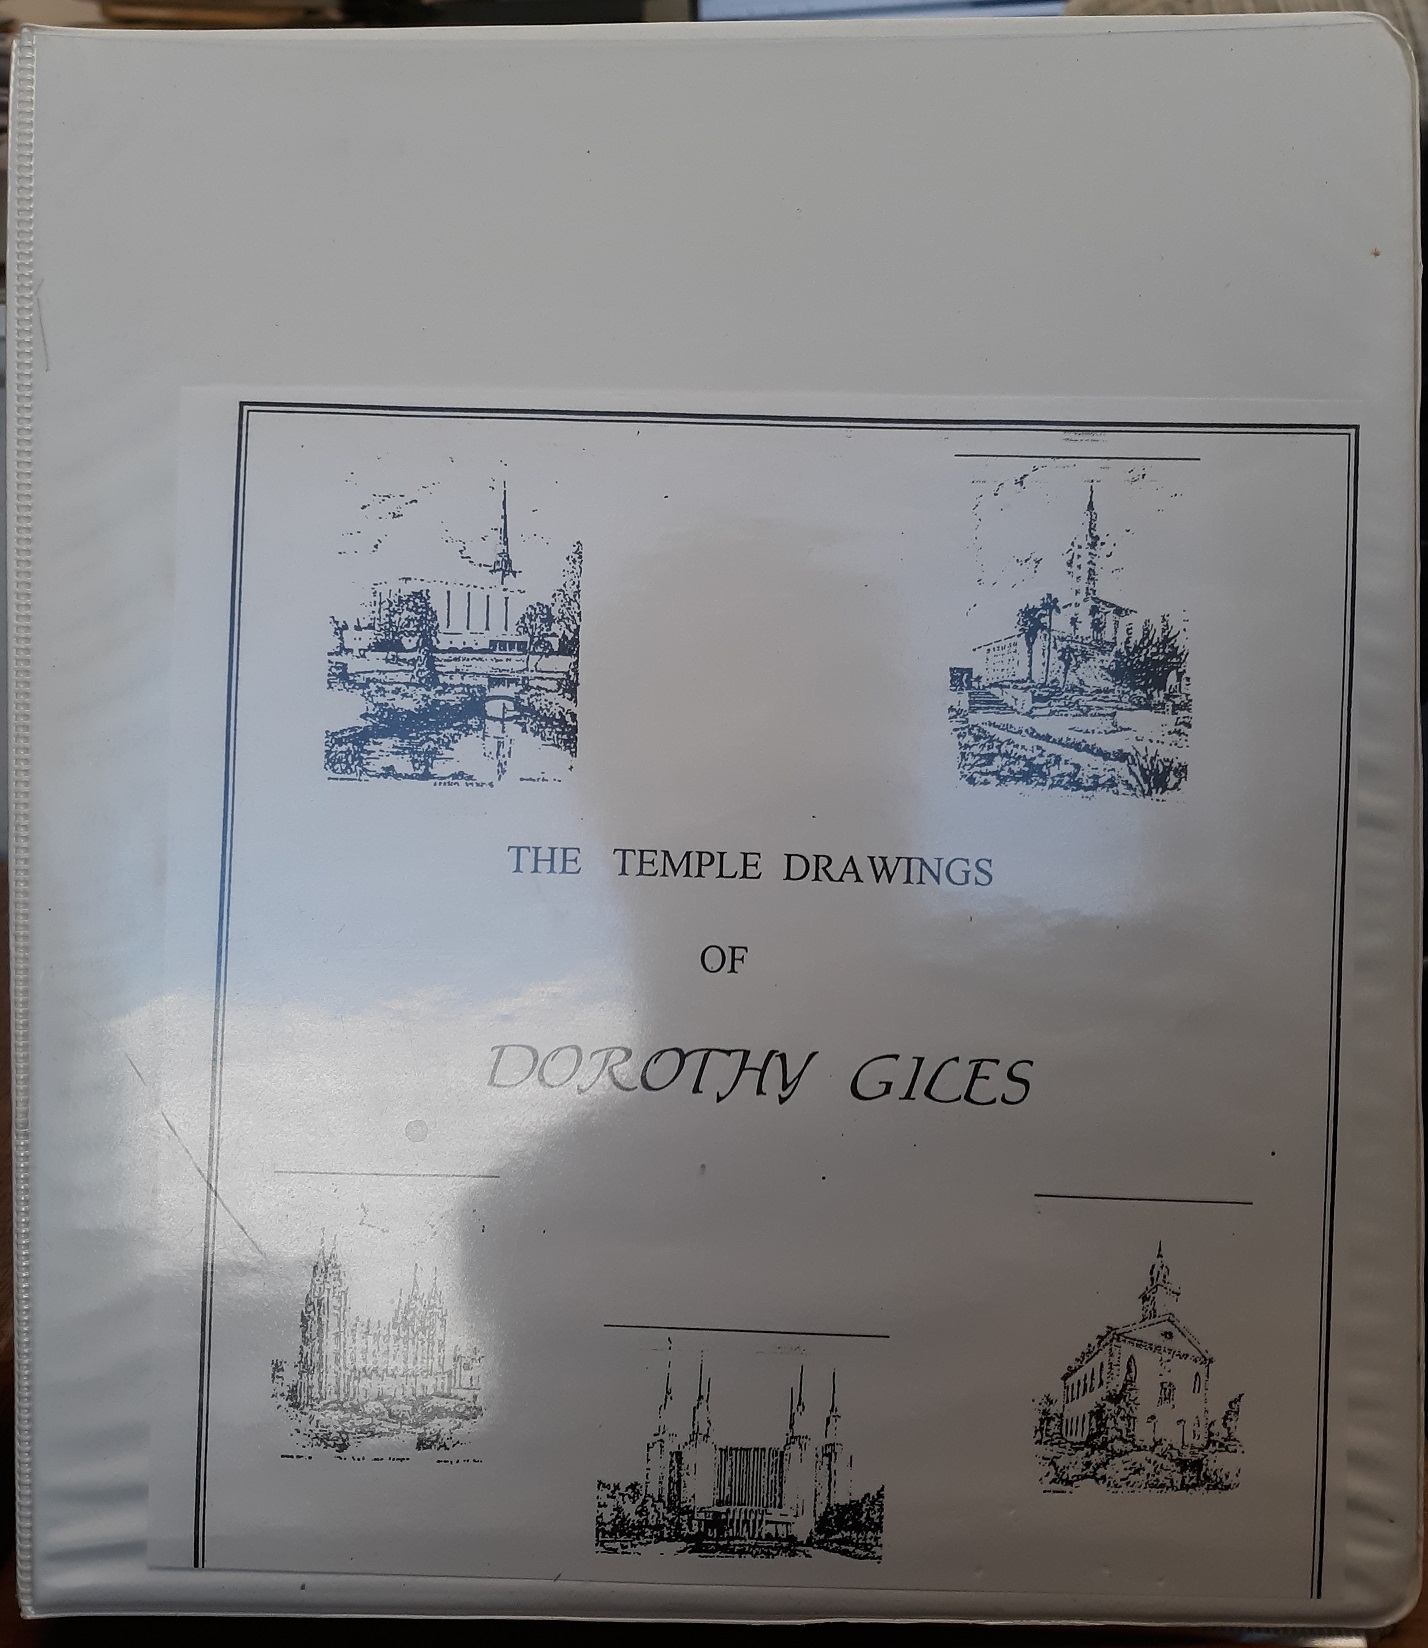 THE TEMPLE DRAWINGS
OF
DOROTHY GILES